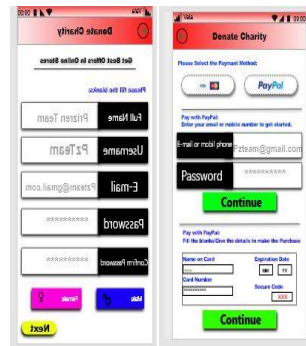 Donate Charity
Get Best Offers In Online Stores
Please fill the blanks:
Full Name
Prizren Team
Username
PzTeam
E-mail
Pzteam@gmail.com
Password
**********
Confirm Password
**********
Male
Female
Next
Donate Charity
Please Select the Payment Method:
PayPal
Pay with PayPal:
Enter your email or mobile number to get started.
E-mail or mobil phone
Pzteam@gmail.com
Password
**********
Continue
Pay with PayPal:
Fill the blanks/Give the details to make the Purchase
Name on Card
Expiration Date
MM
YY
Card Number
**********
Secure Code
XXX
Continue